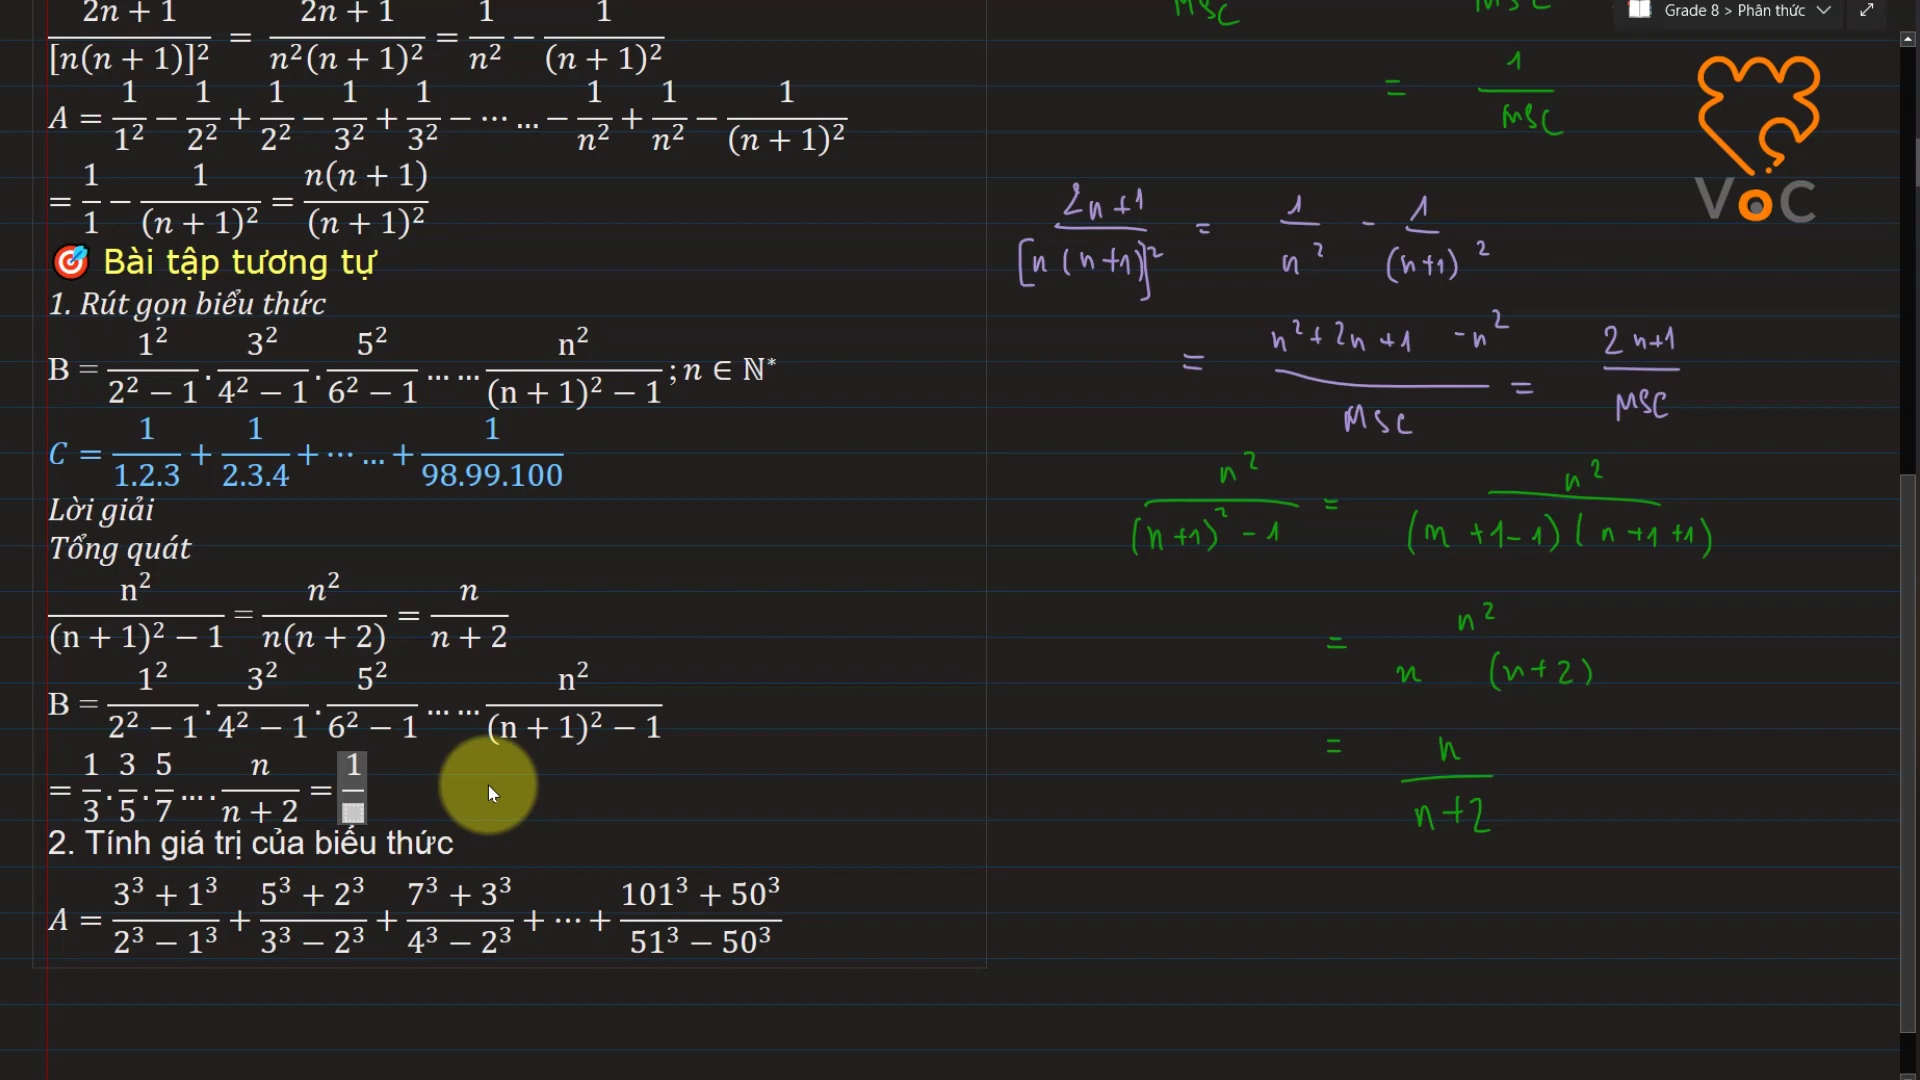 2n + 1 / [n(n + 1)]² = 2n + 1 / n²(n + 1)² = 1/n² − 1/(n + 1)²
A = 1/1² − 1/2² + 1/2² − 1/3² + 1/3² − ⋯ … − 1/n² + 1/n² − 1/(n + 1)²
= 1/1 − 1/(n + 1)² = n(n + 1)/(n + 1)²
🎯 Bài tập tương tự
1. Rút gọn biểu thức
B = 1²/(2² − 1) . 3²/(4² − 1) . 5²/(6² − 1) … … n²/((n + 1)² − 1) ; n ∈ ℕ*
C = 1/1.2.3 + 1/2.3.4 + ⋯ … + 1/98.99.100
Lời giải
Tổng quát
n²/((n + 1)² − 1) = n²/n(n + 2) = n/(n + 2)
B = 1²/(2² − 1) . 3²/(4² − 1) . 5²/(6² − 1) … … n²/((n + 1)² − 1)
= 1/3 . 3/5 . 5/7 … . n/(n + 2) = 1/
2. Tính giá trị của biểu thức
A = (3³ + 1³)/(2³ − 1³) + (5³ + 2³)/(3³ − 2³) + (7³ + 3³)/(4³ − 2³) + ⋯ + (101³ + 50³)/(51³ − 50³)
MSC MSC
= 1/MSC
2n+1/[n(n+1)]² = 1/n² - 1/(n+1)²
= n²+2n+1 -n²/MSC = 2n+1/MSC
n²/(n+1)² -1 = n²/(n+1-1)(n+1+1)
= n² / n (n+2)
= n/n+2
Grade 8 > Phân thức
VOC